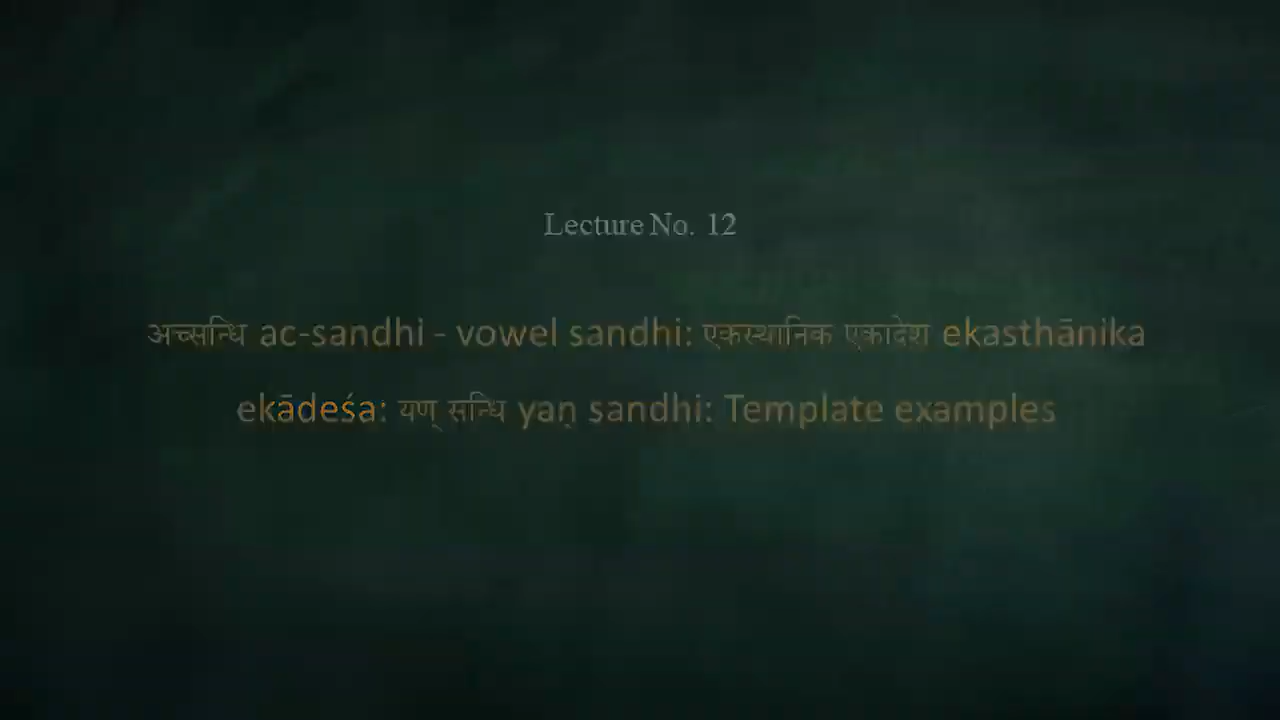 Lecture No. 12
अच्सन्धि ac-sandhi - vowel sandhi: एकस्थानिक एकादेश ekasthānika
ekādeśa: यण् सन्धि yaṇ sandhi: Template examples